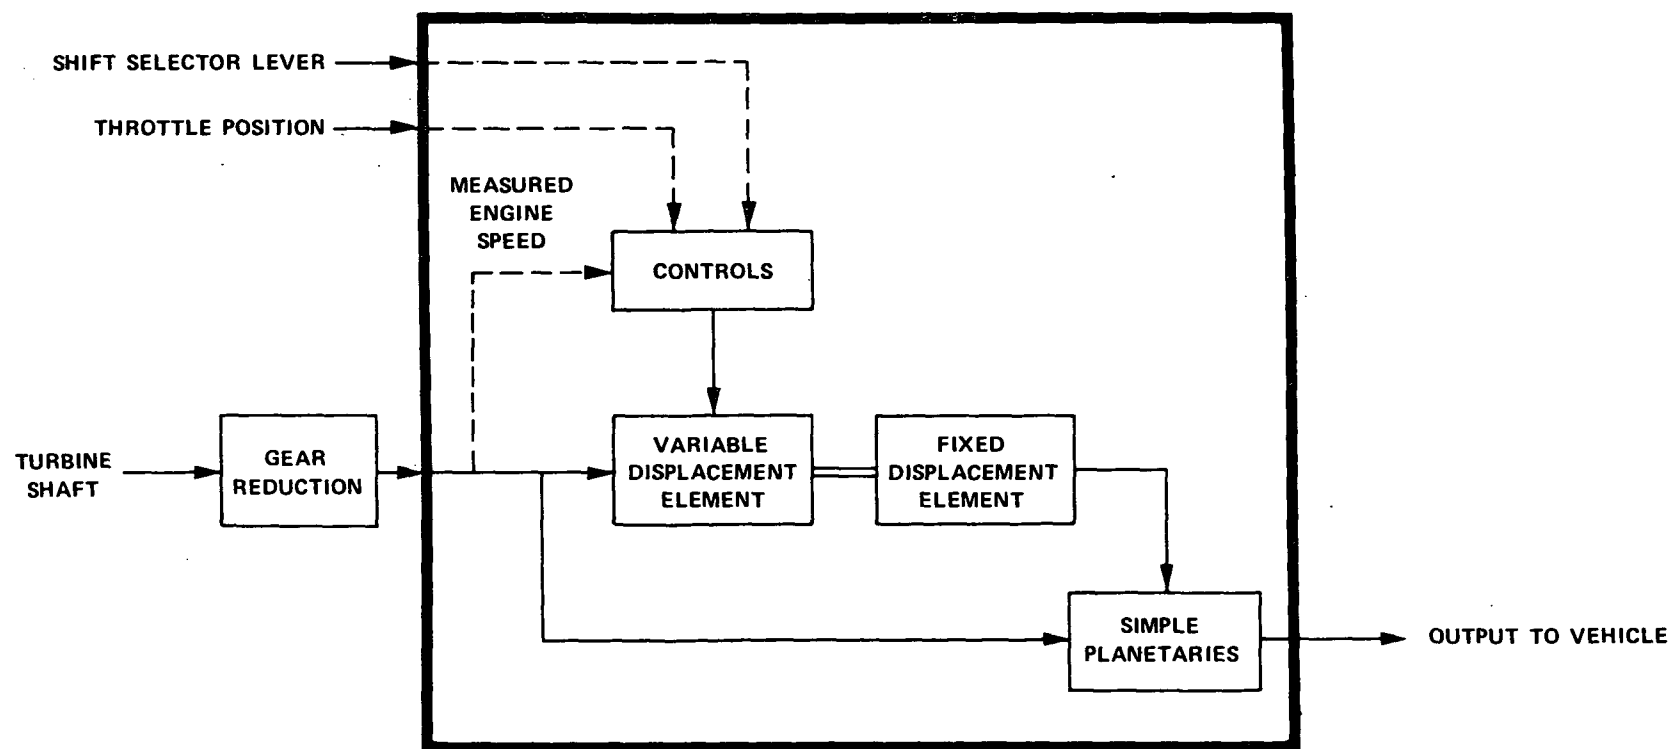 SHIFT SELECTOR LEVER
THROTTLE POSITION
MEASURED
ENGINE
SPEED
CONTROLS
TURBINE
SHAFT
GEAR
REDUCTION
VARIABLE
DISPLACEMENT
ELEMENT
FIXED
DISPLACEMENT
ELEMENT
SIMPLE
PLANETARIES
OUTPUT TO VEHICLE